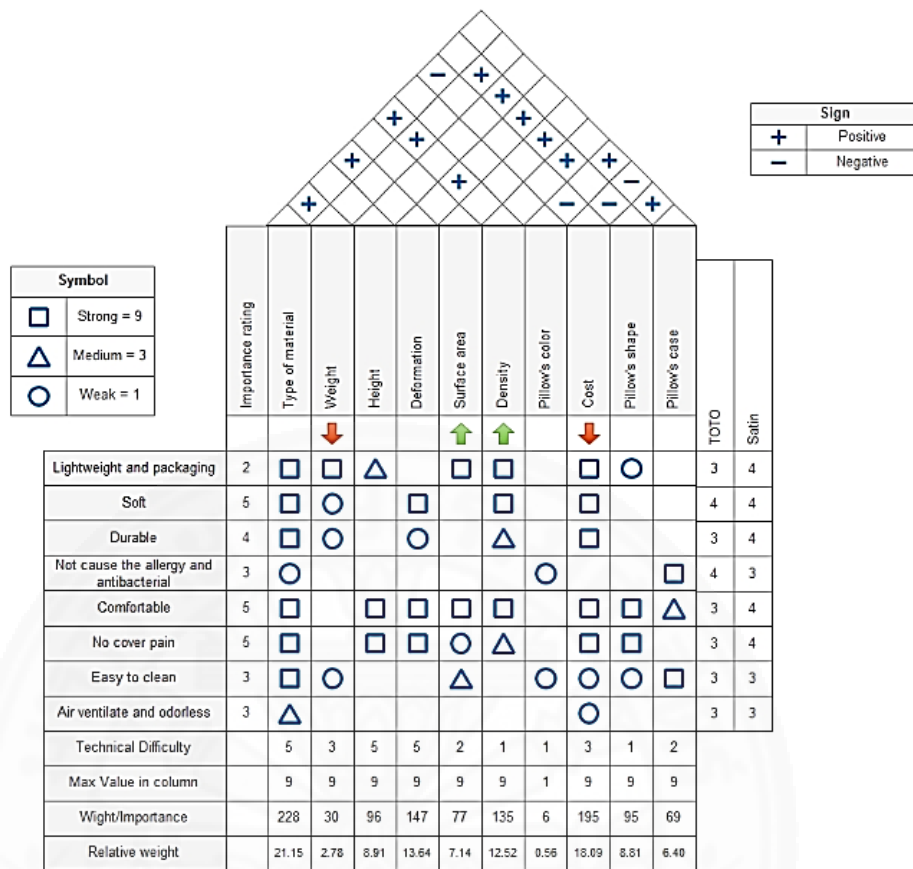 Sign
+ Positive
− Negative
Symbol
Strong = 9
Medium = 3
Weak = 1
Importance rating
Type of material
Weight
Height
Deformation
Surface area
Density
Pillow's color
Cost
Pillow's shape
Pillow's case
TOTO
Satin
Lightweight and packaging 2 3 4
Soft 5 4 4
Durable 4 3 4
Not cause the allergy and
antibacterial 3 4 3
Comfortable 5 3 4
No cover pain 5 3 4
Easy to clean 3 3 3
Air ventilate and odorless 3 3 3
Technical Difficulty 5 3 5 5 2 1 1 3 1 2
Max Value in column 9 9 9 9 9 9 1 9 9 9
Wight/Importance 228 30 96 147 77 135 6 195 95 69
Relative weight 21.15 2.78 8.91 13.64 7.14 12.52 0.56 18.09 8.81 6.40